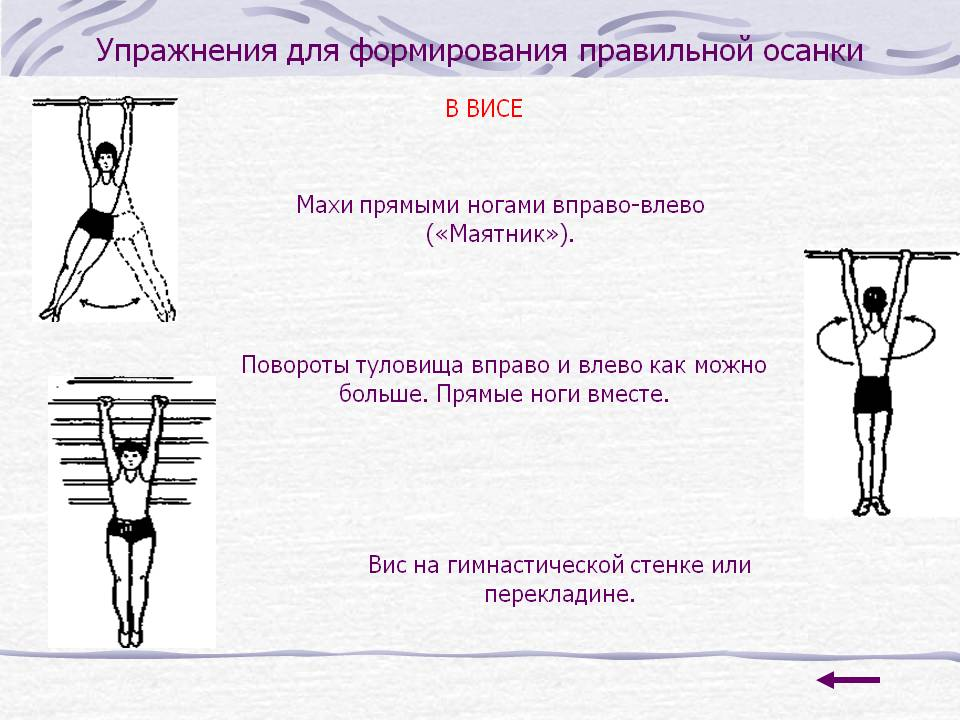 Упражнения для формирования правильной осанки
В ВИСЕ
Махи прямыми ногами вправо-влево
(«Маятник»).
Повороты туловища вправо и влево как можно
больше. Прямые ноги вместе.
Вис на гимнастической стенке или
перекладине.